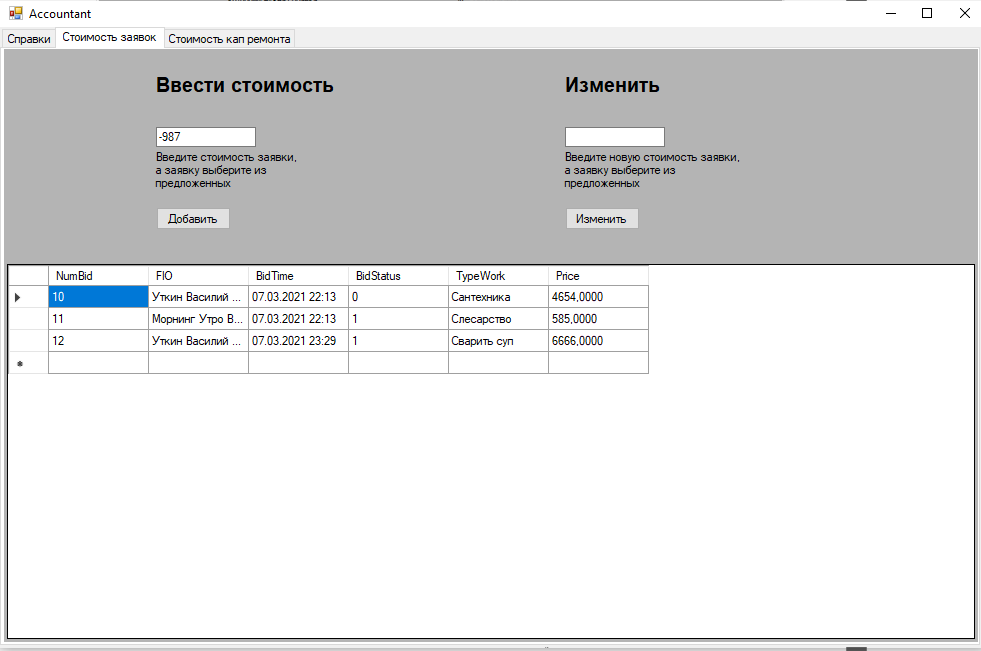 Accountant
Справки Стоимость заявок Стоимость кап ремонта
Ввести стоимость Изменить
-987
Введите стоимость заявки, Введите новую стоимость заявки,
а заявку выберите из а заявку выберите из
предложенных предложенных
Добавить Изменить
NumBid FIO BidTime BidStatus TypeWork Price
10 Уткин Василий ... 07.03.2021 22:13 0 Сантехника 4654,0000
11 Морнинг Утро В... 07.03.2021 22:13 1 Слесарство 585,0000
12 Уткин Василий ... 07.03.2021 23:29 1 Сварить суп 6666,0000